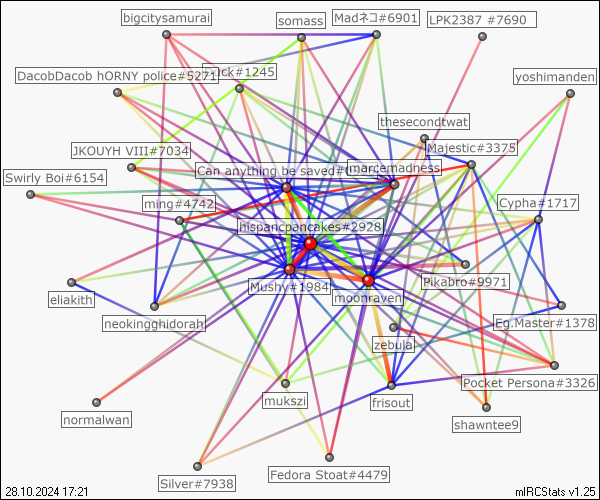 bigcitysamurai
somass
Madネコ#6901
LPK2387 #7690
DacobDacob hORNY police#5271
ck#1245
yoshimanden
thesecondtwat
JKOUYH VIII#7034
Majestic#3375
Swirly Boi#6154
Can anything be saved#
marcemadness
ming#4742
Cypha#1717
hispancpancakes#2928
Mushy#1984
moonraven
Pikabro#9971
eliakith
neokingghidorah
Eg.Master#1378
zebula
Pocket Persona#3326
normalwan
mukszi
frisout
shawntee9
Silver#7938
Fedora Stoat#4479
28.10.2024 17:21
mIRCStats v1.25